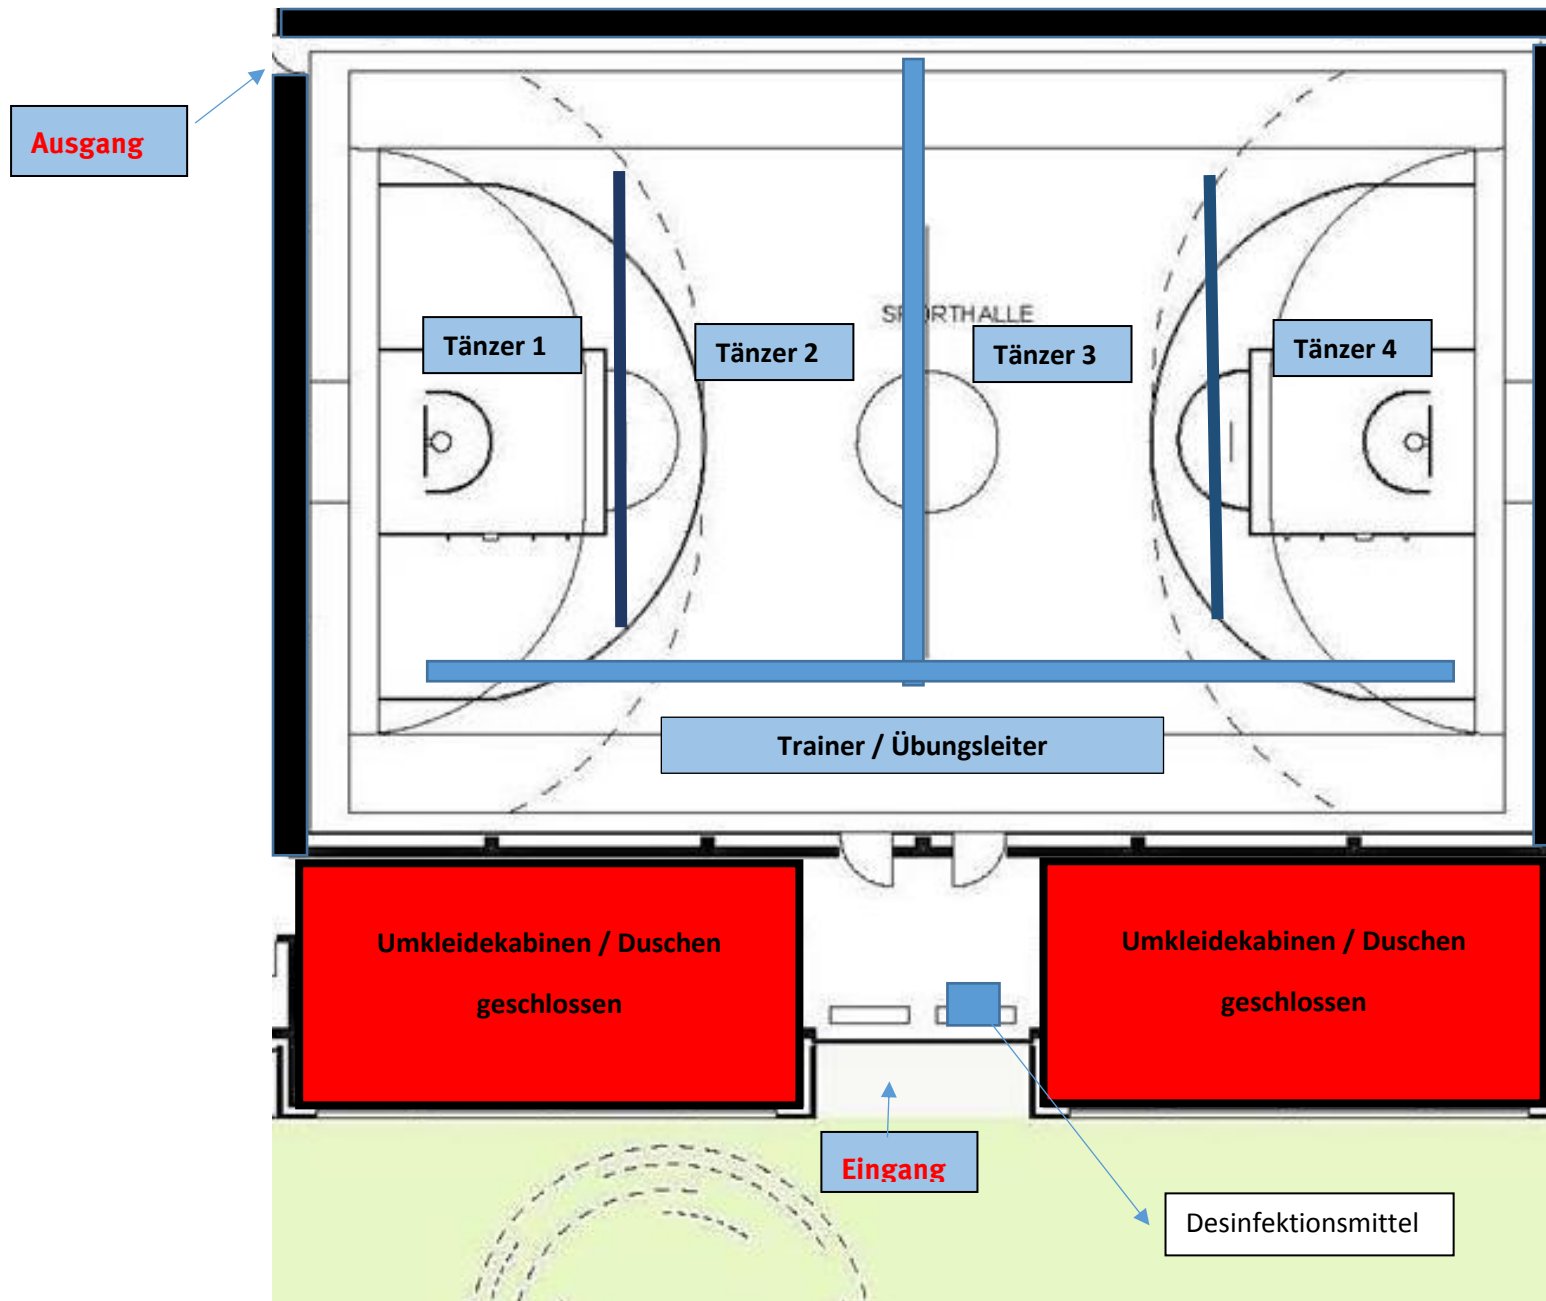 Ausgang
SPORTHALLE
Tänzer 1
Tänzer 2
Tänzer 3
Tänzer 4
Trainer / Übungsleiter
Umkleidekabinen / Duschen
geschlossen
Umkleidekabinen / Duschen
geschlossen
Eingang
Desinfektionsmittel